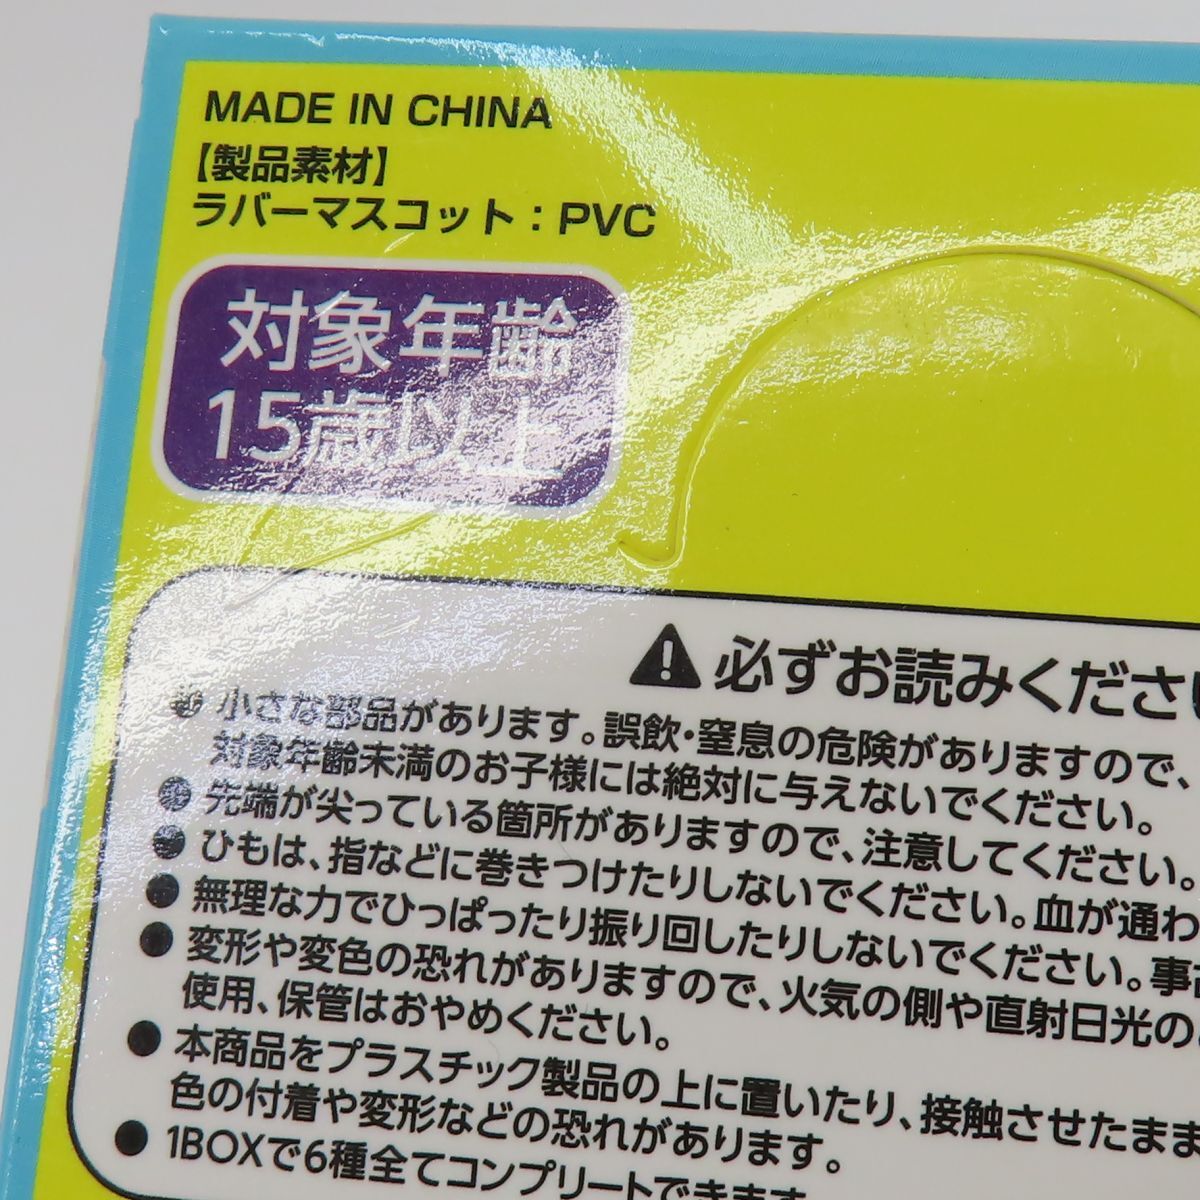 MADE IN CHINA
【製品素材】
ラバーマスコット：PVC
対象年齢
15歳以上
必ずお読みくださ
● 小さな部品があります。誤飲・窒息の危険がありますので、
対象年齢未満のお子様には絶対に与えないでください。
● 先端が尖っている箇所がありますので、注意してください。
● ひもは、指などに巻きつけたりしないでください。血が通わ
● 無理な力でひっぱったり振り回したりしないでください。事
● 変形や変色の恐れがありますので、火気の側や直射日光の
使用、保管はおやめください。
● 本商品をプラスチック製品の上に置いたり、接触させたまま
色の付着や変形などの恐れがあります。
● 1BOXで6種全てコンプリートできます